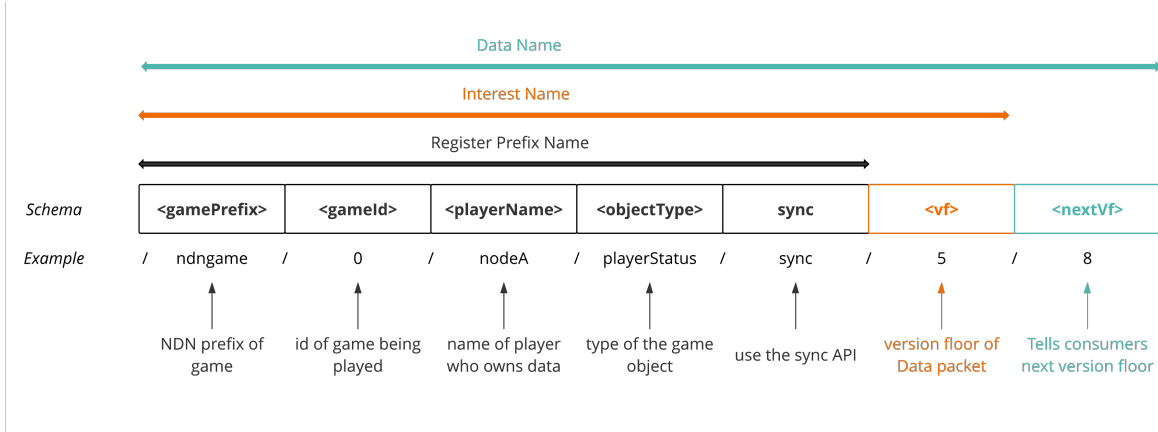 Data Name
Interest Name
Register Prefix Name
Schema <gamePrefix> <gameId> <playerName> <objectType> sync <vf> <nextVf>
Example / ndngame / 0 / nodeA / playerStatus / sync / 5 / 8
NDN prefix of
game
id of game being
played
name of player
who owns data
type of the game
object
use the sync API
version floor of
Data packet
Tells consumers
next version floor